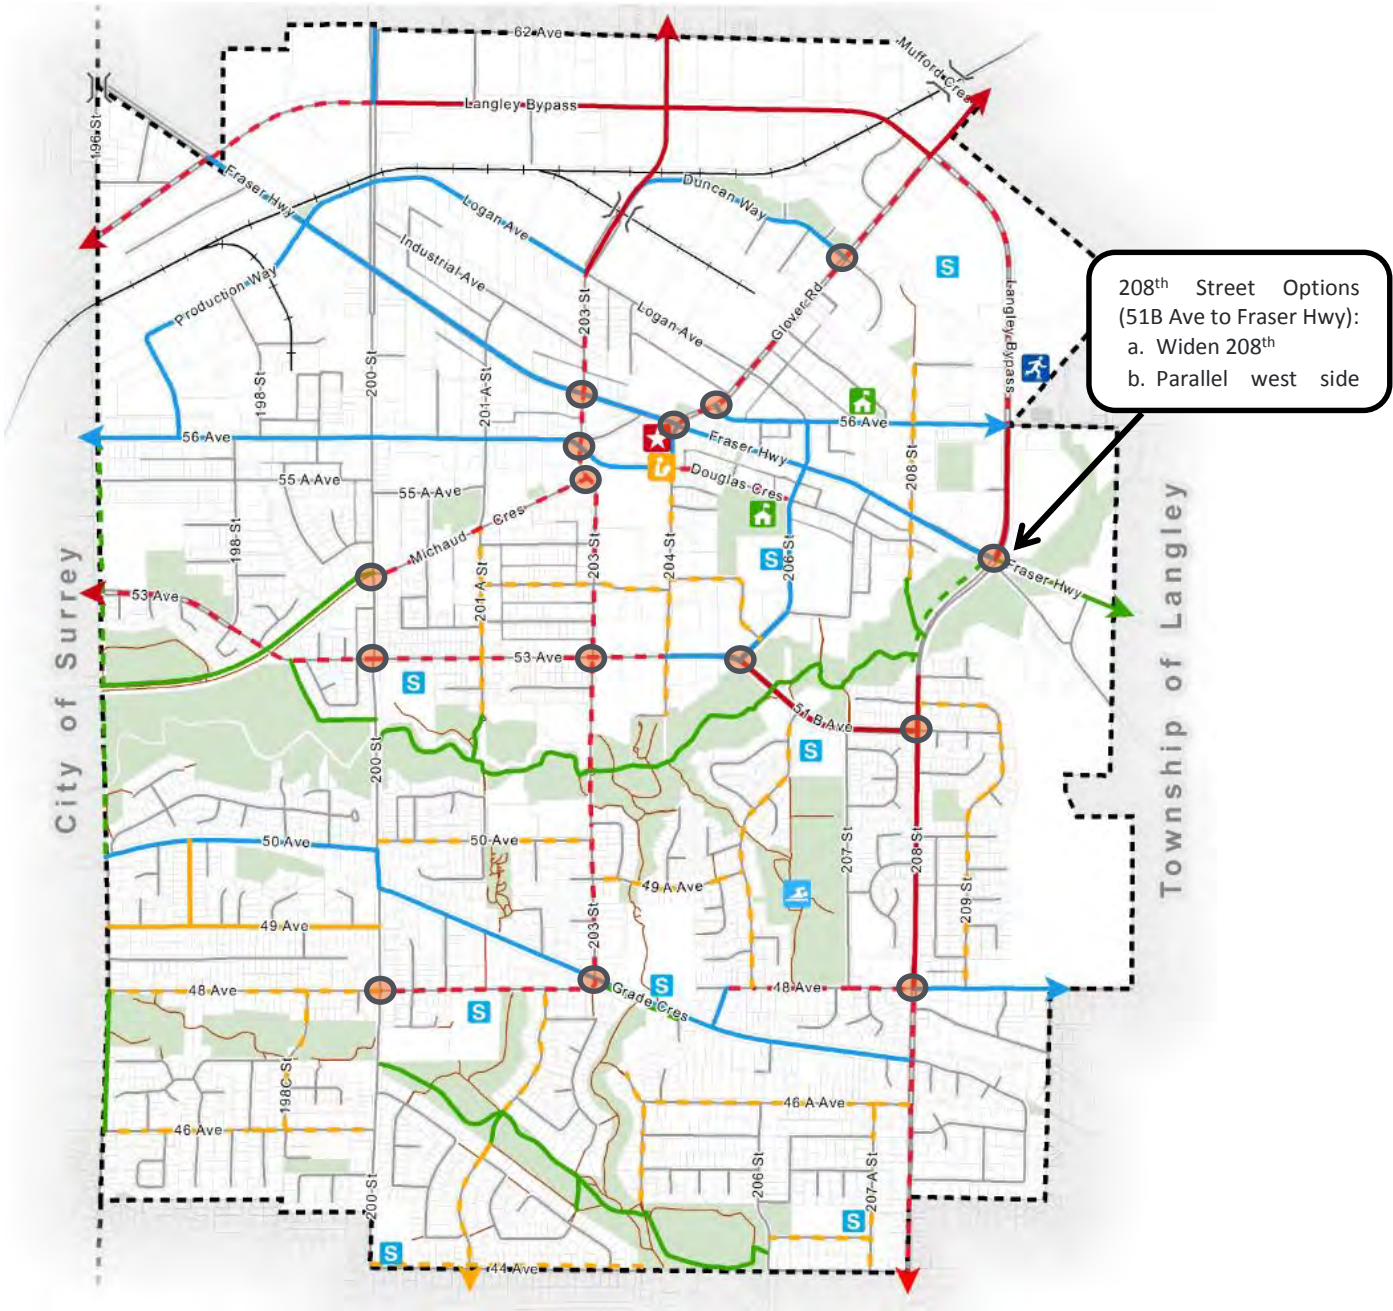 62 Ave
Mufford Cres
Langley Bypass
196 St
Fraser Hwy
Duncan Way
Logan Ave
Industrial Ave
Production Way
203 St
Logan Ave
Glover Rd
Langley Bypass
S
208th Street Options
(51B Ave to Fraser Hwy):
a. Widen 208th
b. Parallel west side
200 St
198 St
201 A St
56 Ave
56 Ave
Fraser Hwy
208 St
55 A Ave
55 A Ave
Douglas Cres
198 St
Michaud Cres
203 St
204 St
206 St
S
Fraser Hwy
53 Ave
201 A St
City of Surrey
Township of Langley
53 Ave
S
51 B Ave
S
200 St
50 Ave
50 Ave
207 St
208 St
49 A Ave
209 St
49 Ave
203 St
48 Ave
S
S
Grade Cres
48 Ave
198C St
46 Ave
46 A Ave
200 St
206 St
207 A St
S
S
44 Ave